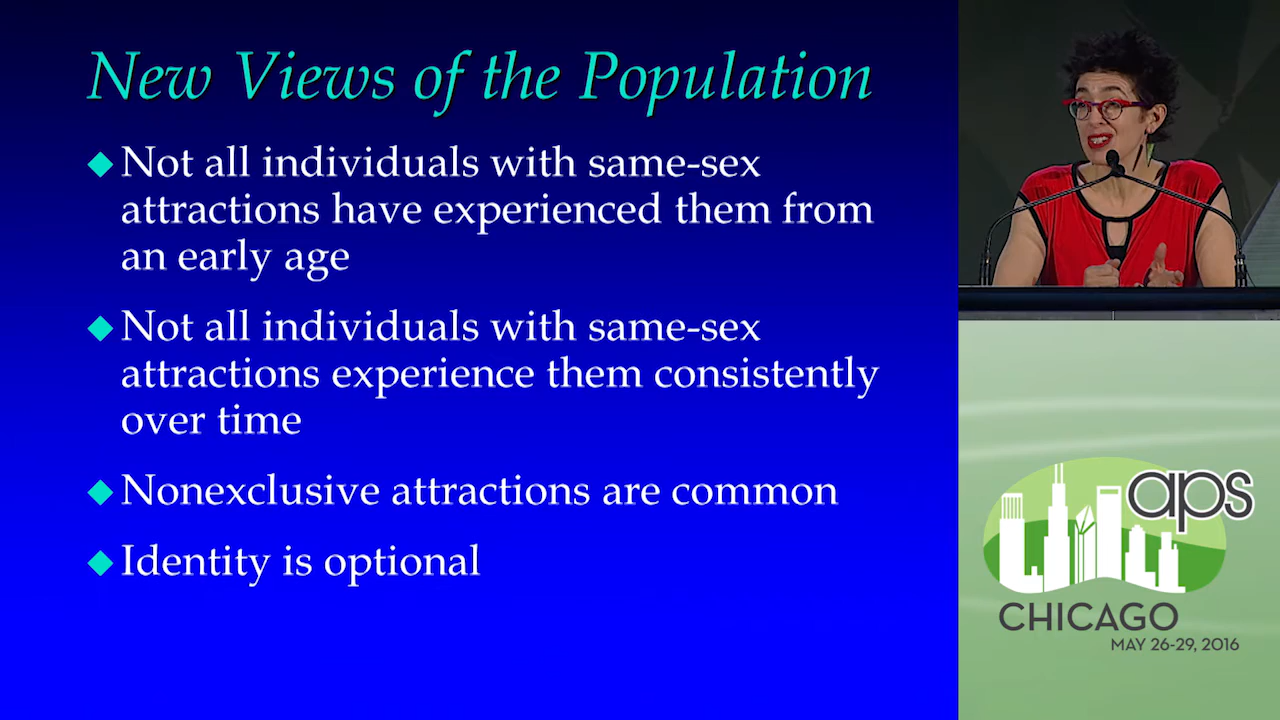 New Views of the Population
Not all individuals with same-sex
attractions have experienced them from
an early age
Not all individuals with same-sex
attractions experience them consistently
over time
Nonexclusive attractions are common
Identity is optional
aps
CHICAGO
MAY 26-29, 2016